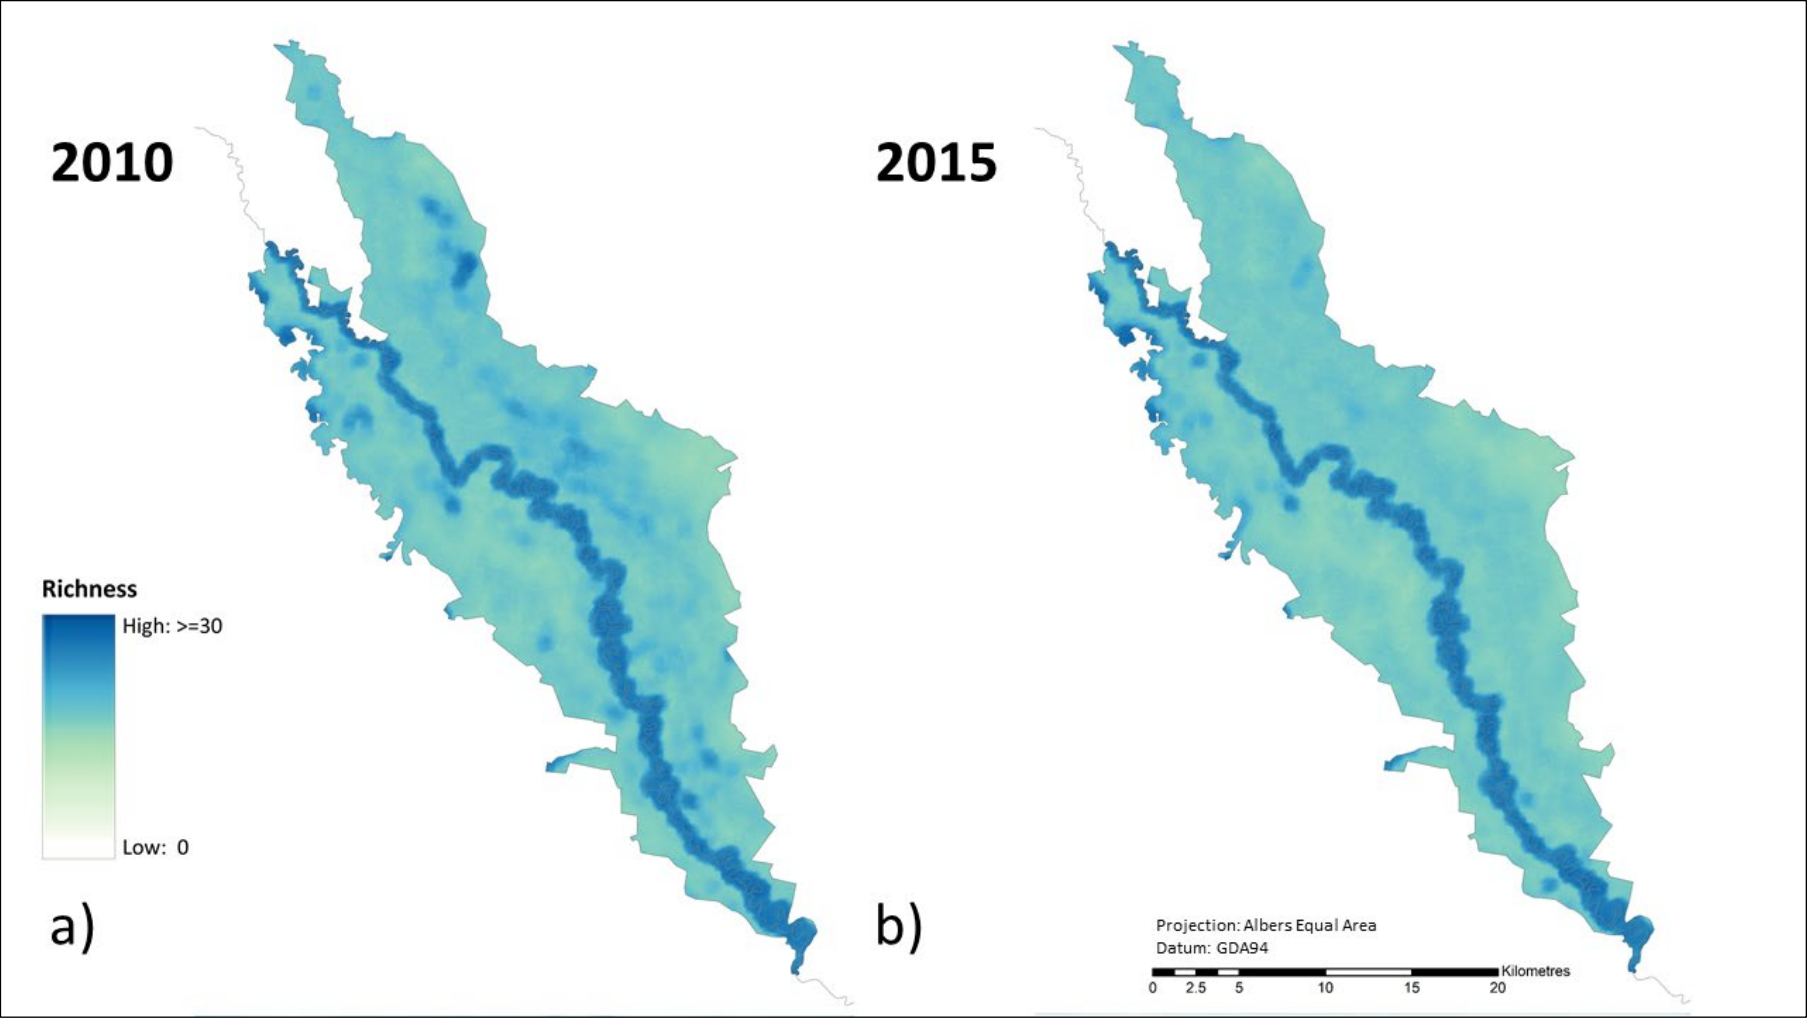 2010
2015
Richness
High: >=30
Low: 0
a)
b)
Projection: Albers Equal Area
Datum: GDA94
Kilometres
0 2.5 5 10 15 20